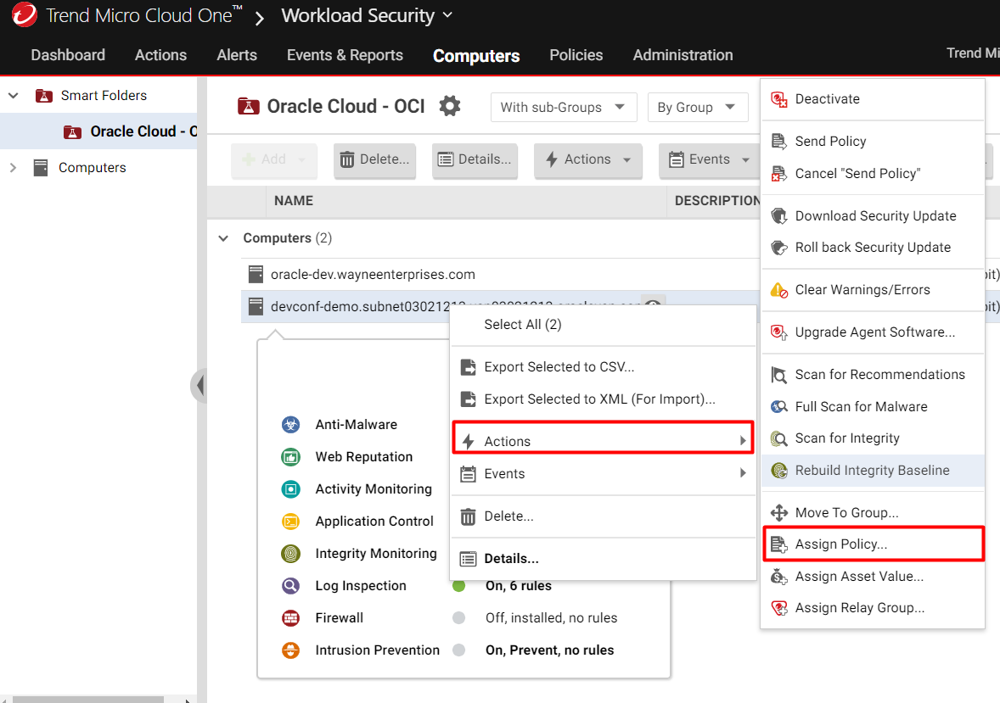 Trend Micro Cloud One™ Workload Security
Dashboard Actions Alerts Events & Reports Computers Policies Administration Trend Mi
Smart Folders
Oracle Cloud - O
Computers
Oracle Cloud - OCI With sub-Groups By Group
Add Delete... Details... Actions Events
NAME DESCRIPTION
Computers (2)
oracle-dev.wayneenterprises.com
bit)
devconf-demo.subnet03021213
bit)
Anti-Malware
Web Reputation
Activity Monitoring
Application Control
Integrity Monitoring
Log Inspection On, 6 rules
Firewall Off, installed, no rules
Intrusion Prevention On, Prevent, no rules
Select All (2)
Export Selected to CSV...
Export Selected to XML (For Import)...
Actions
Events
Delete...
Details...
Deactivate
Send Policy
Cancel "Send Policy"
Download Security Update
Roll back Security Update
Clear Warnings/Errors
Upgrade Agent Software...
Scan for Recommendations
Full Scan for Malware
Scan for Integrity
Rebuild Integrity Baseline
Move To Group...
Assign Policy...
Assign Asset Value...
Assign Relay Group...